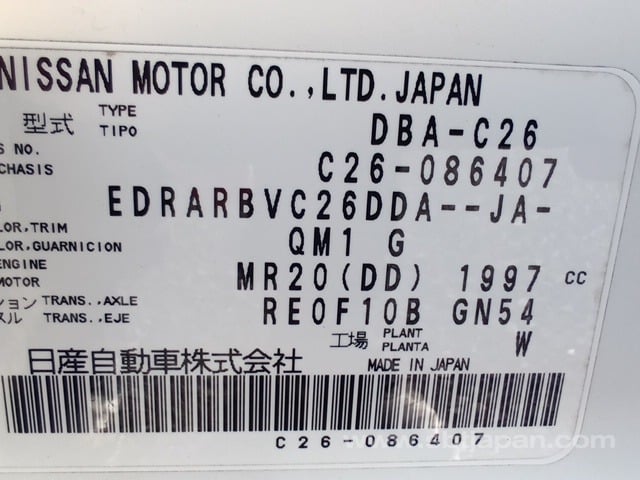 NISSAN MOTOR CO.,LTD.JAPAN
型式 TYPE TIPO DBA-C26
S NO. CHASIS C26-086407
EDRARBVC26DDA--JA-
LOR,TRIM
LOR,GUARNICION QM1 G
ENGINE
MOTOR MR20(DD) 1997 CC
ション TRANS.,AXLE
スル TRANS.,EJE RE0F10B GN54
工場 PLANT PLANTA W
日産自動車株式会社 MADE IN JAPAN
C26-086407